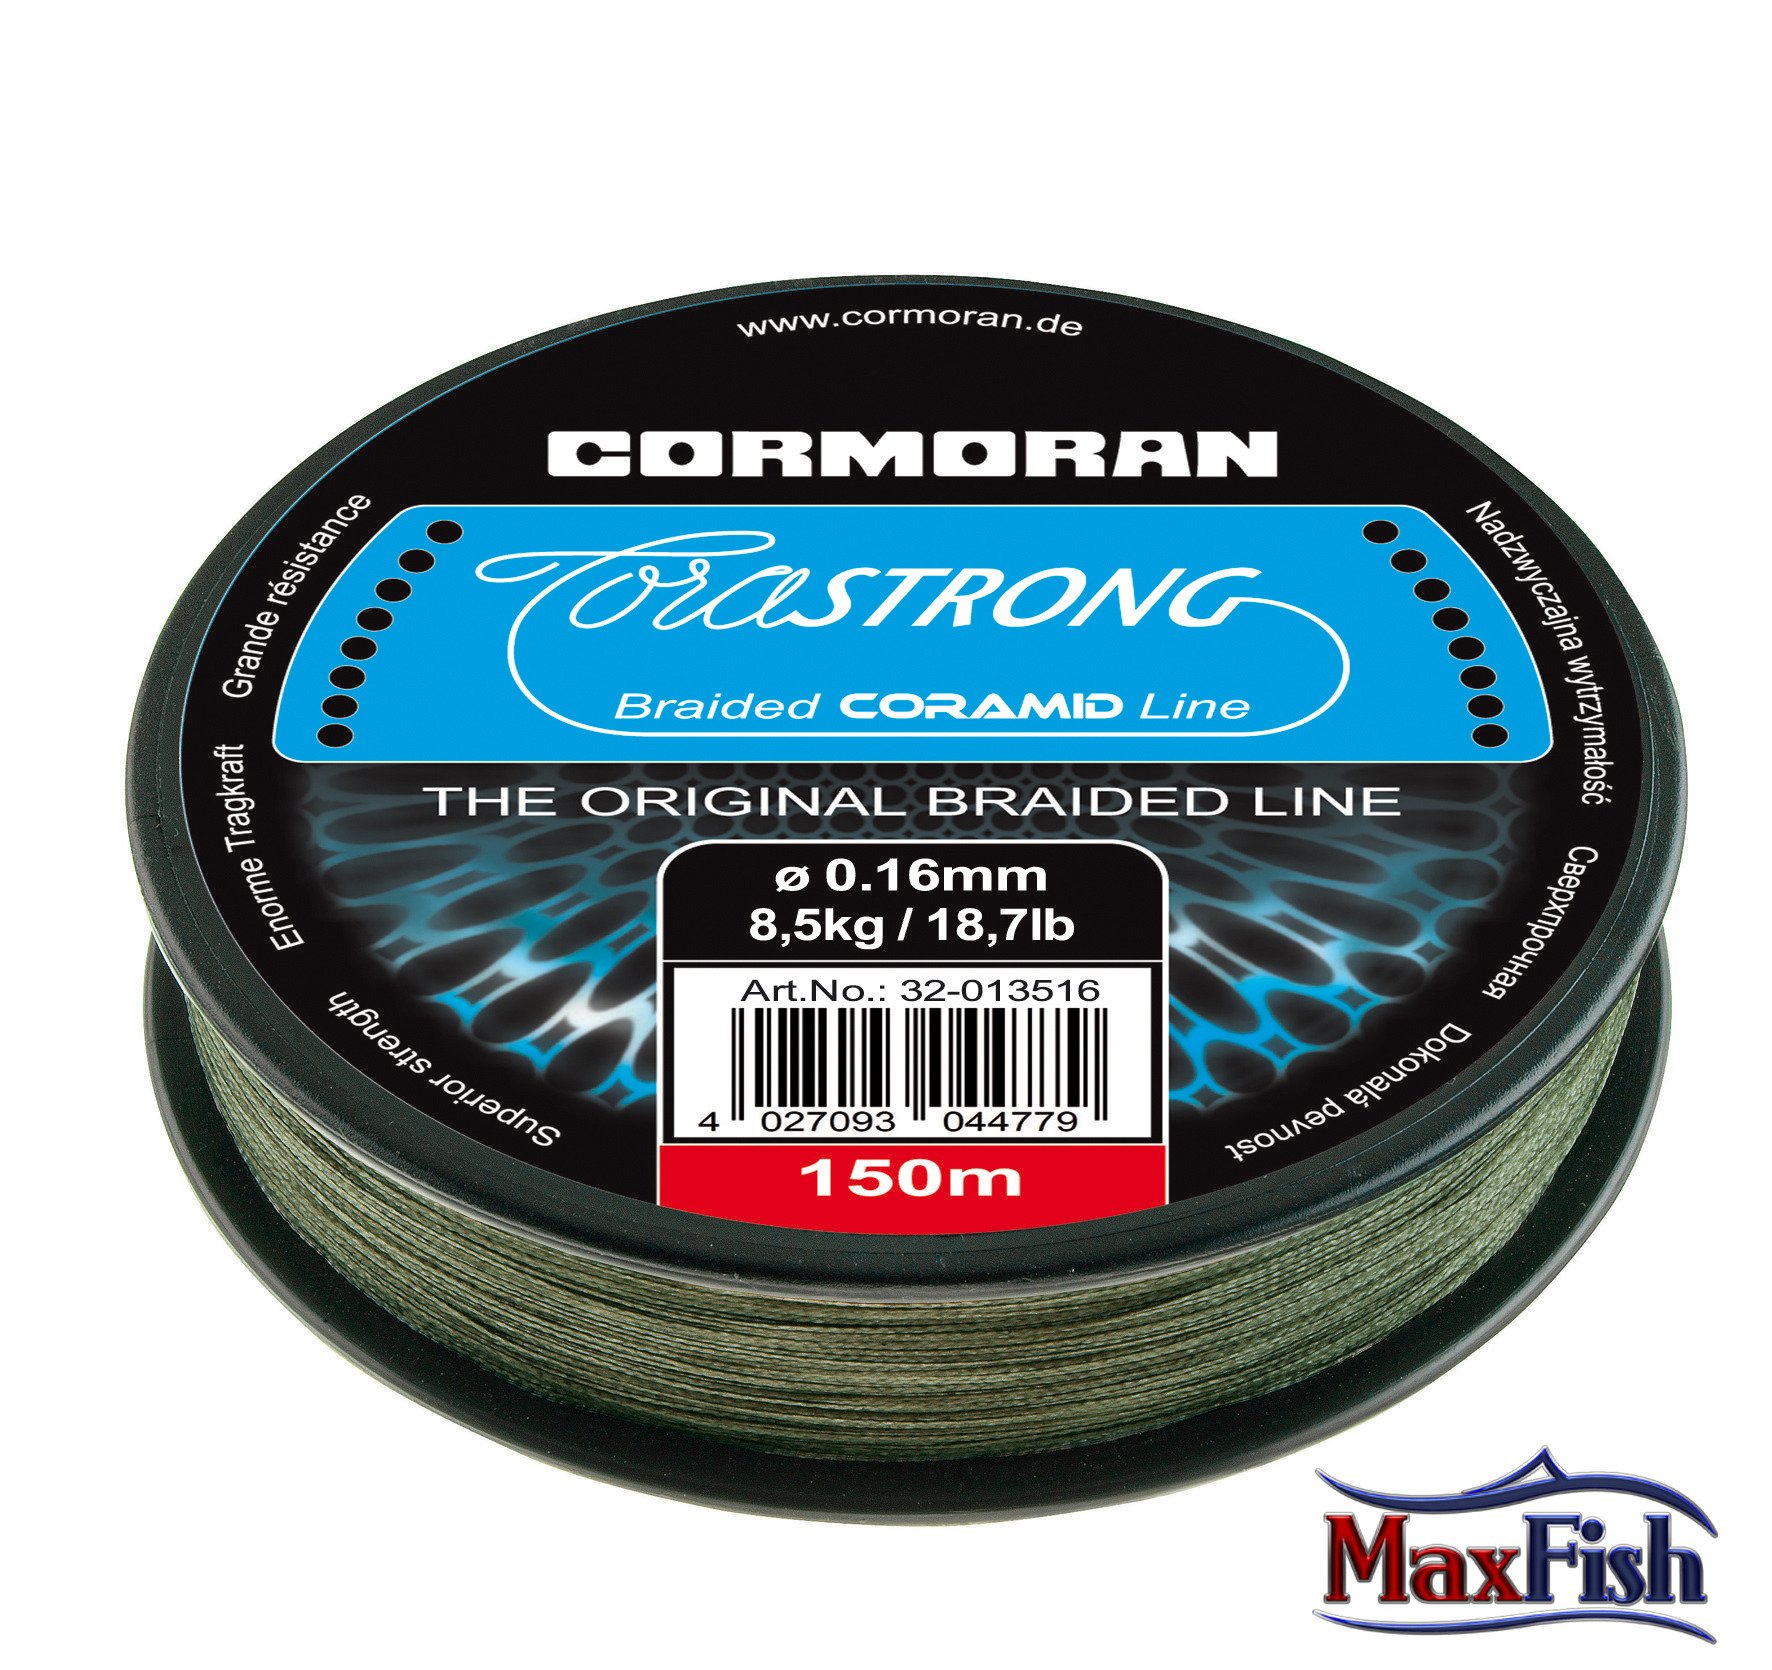 www.cormoran.de
CORMORAN
CoraSTRONG
Braided CORAMID Line
THE ORIGINAL BRAIDED LINE
ø 0.16mm
8,5kg / 18,7lb
Art.No.: 32-013516
4 027093 044779
150m
Grande résistance
Enorme Tragkraft
Superior strength
Nadzwyczajna wytrzymałość
Сверхпрочная
Dokonalá pevnost
MaxFish